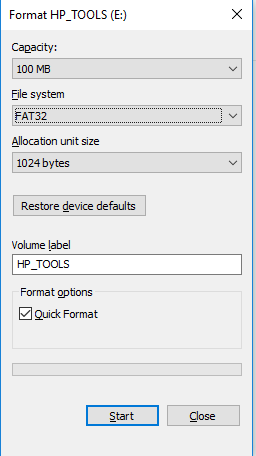 Format HP_TOOLS (E:)
Capacity:
100 MB
File system
FAT32
Allocation unit size
1024 bytes
Restore device defaults
Volume label
HP_TOOLS
Format options
Quick Format
Start
Close